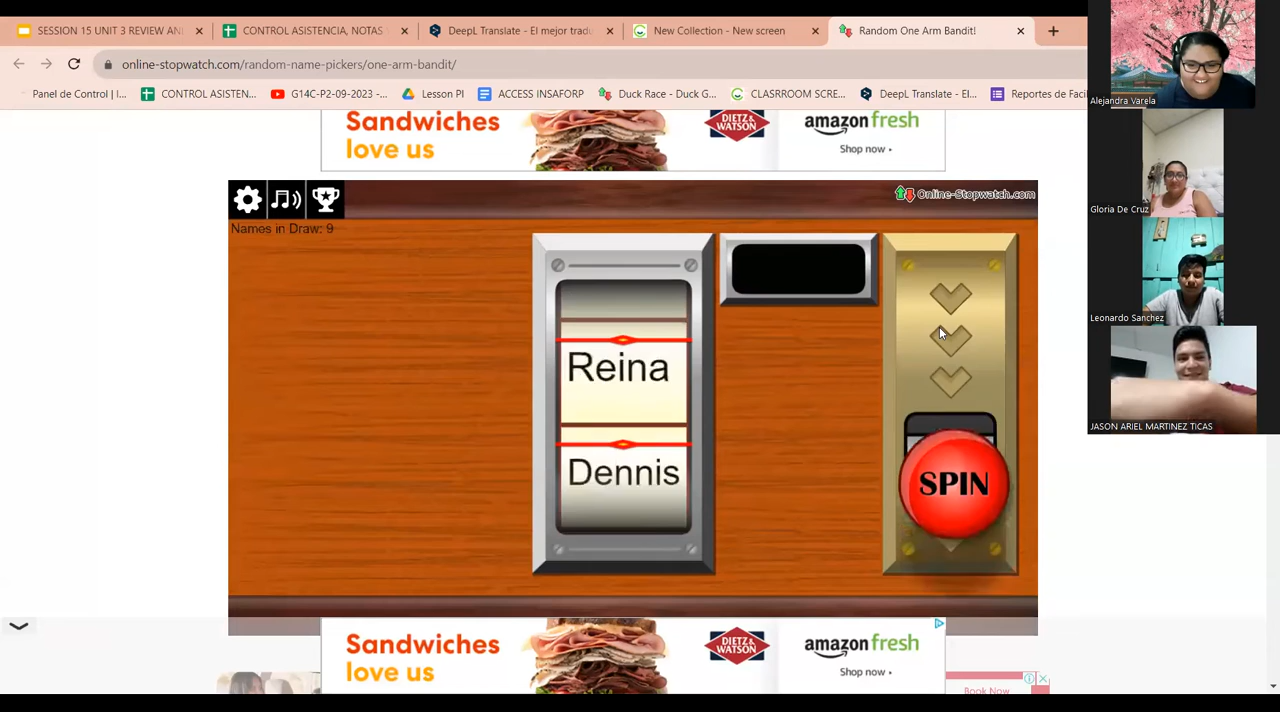 SESSION 15 UNIT 3 REVIEW AN
CONTROL ASISTENCIA, NOTAS
DeepL Translate - El mejor tradu
New Collection - New screen
Random One Arm Bandit!
online-stopwatch.com/random-name-pickers/one-arm-bandit/
Panel de Control | I...
CONTROL ASISTEN...
G14C-P2-09-2023 -...
Lesson PI
ACCESS INSAFORP
Duck Race - Duck G...
CLASRROOM SCRE...
DeepL Translate - El...
Reportes de Facil
Alejandra Varela
Gloria De Cruz
Leonardo Sanchez
JASON ARIEL MARTINEZ TICAS
Sandwiches
love us
DIETZ &
WATSON
amazon fresh
Shop now
Online-Stopwatch.com
Names in Draw: 9
Reina
Dennis
SPIN
Sandwiches
love us
DIETZ &
WATSON
amazon fresh
Shop now
Book Now